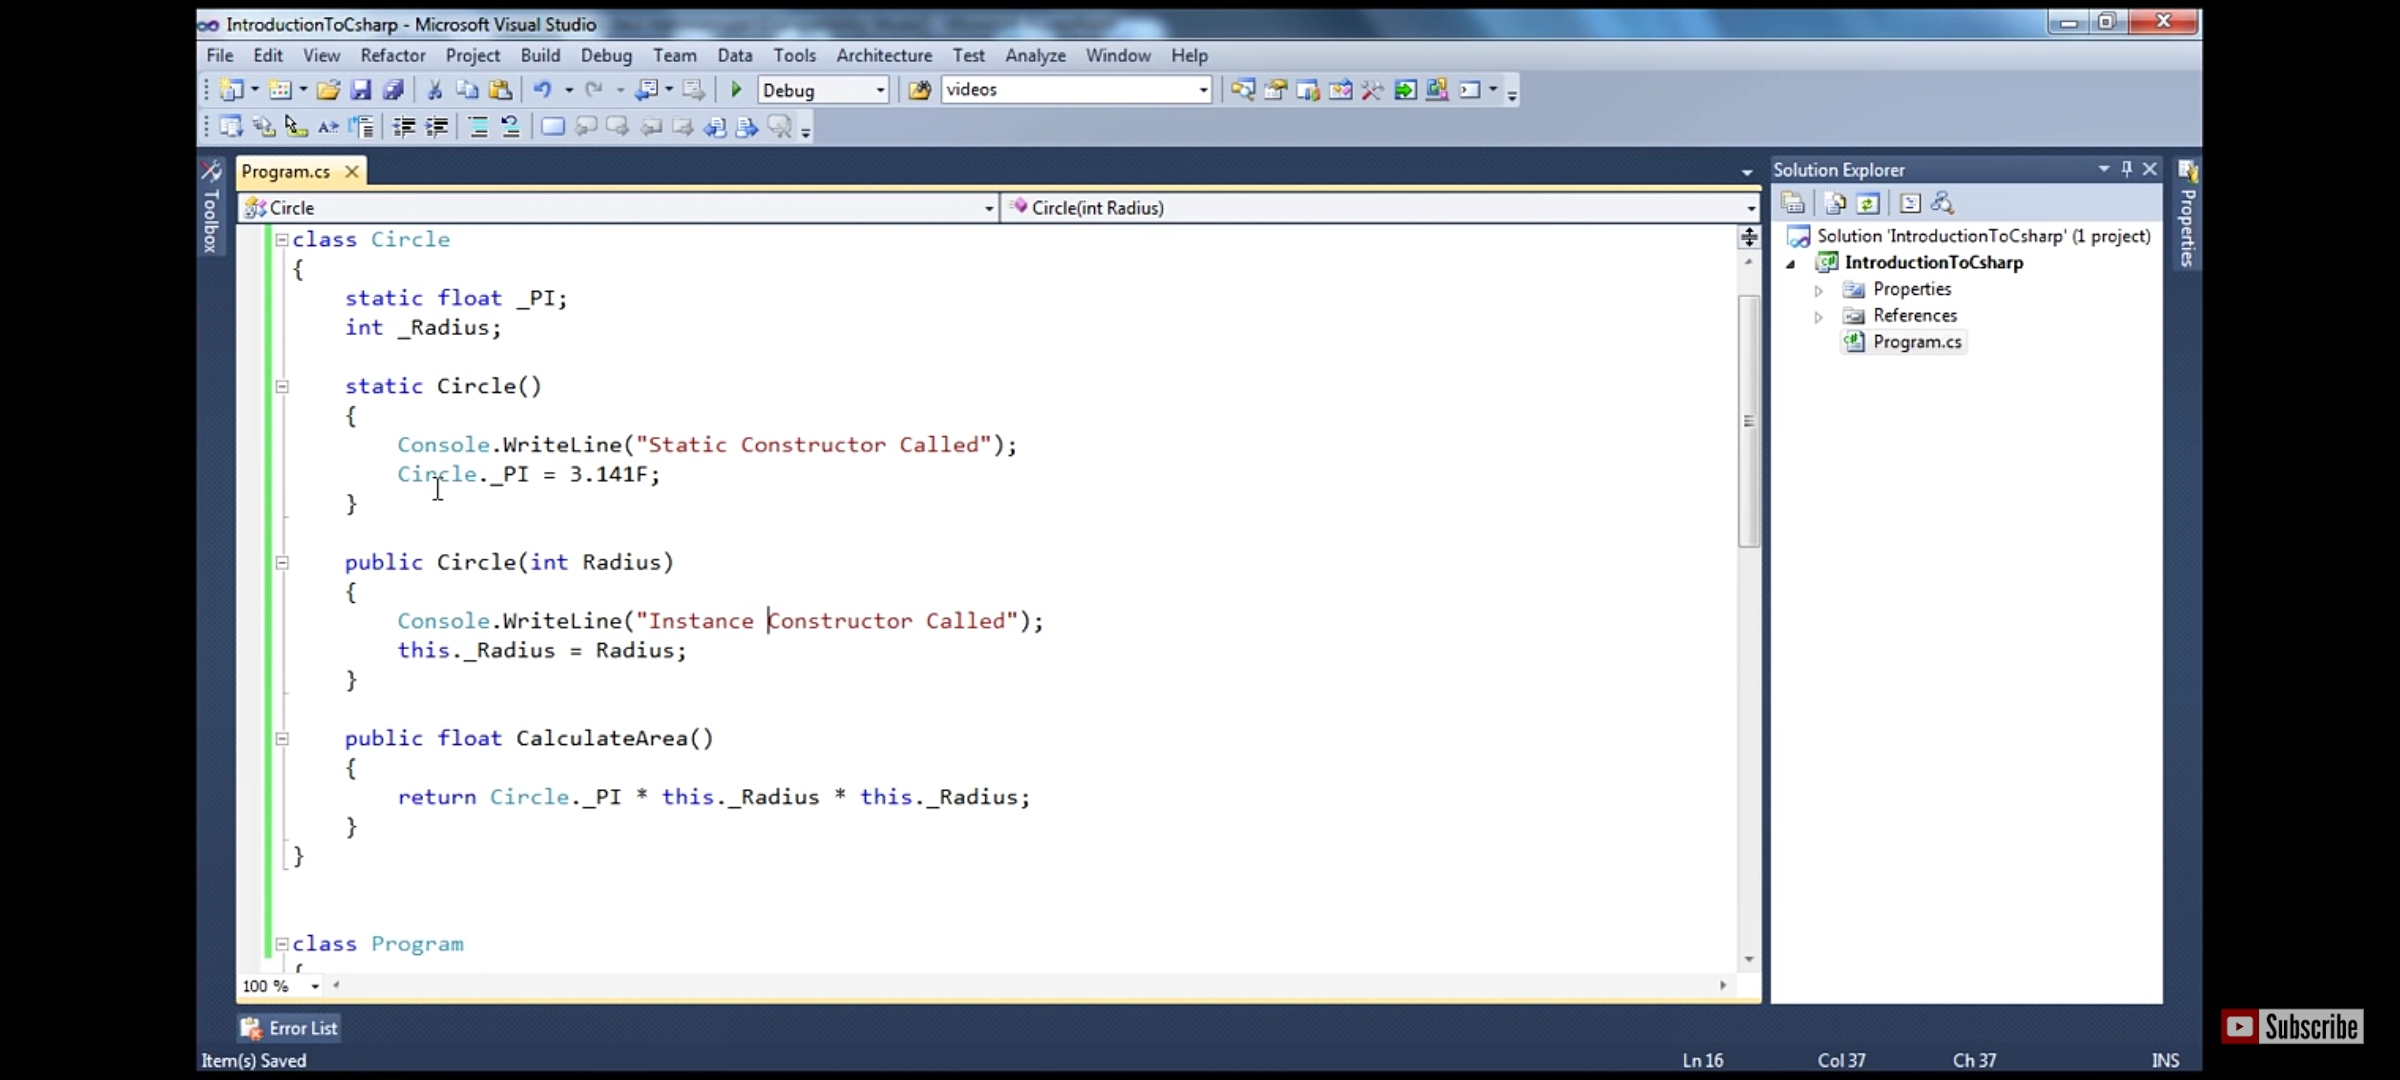 IntroductionToCsharp - Microsoft Visual Studio
File Edit View Refactor Project Build Debug Team Data Tools Architecture Test Analyze Window Help
Debug videos
Toolbox
Program.cs
Circle Circle(int Radius)
class Circle
{
static float _PI;
int _Radius;
static Circle()
{
Console.WriteLine("Static Constructor Called");
Circle._PI = 3.141F;
}
public Circle(int Radius)
{
Console.WriteLine("Instance Constructor Called");
this._Radius = Radius;
}
public float CalculateArea()
{
return Circle._PI * this._Radius * this._Radius;
}
}
class Program
{
100 %
Solution Explorer
Solution 'IntroductionToCsharp' (1 project)
IntroductionToCsharp
Properties
References
Program.cs
Properties
Error List
Item(s) Saved Ln 16 Col 37 Ch 37 INS
Subscribe